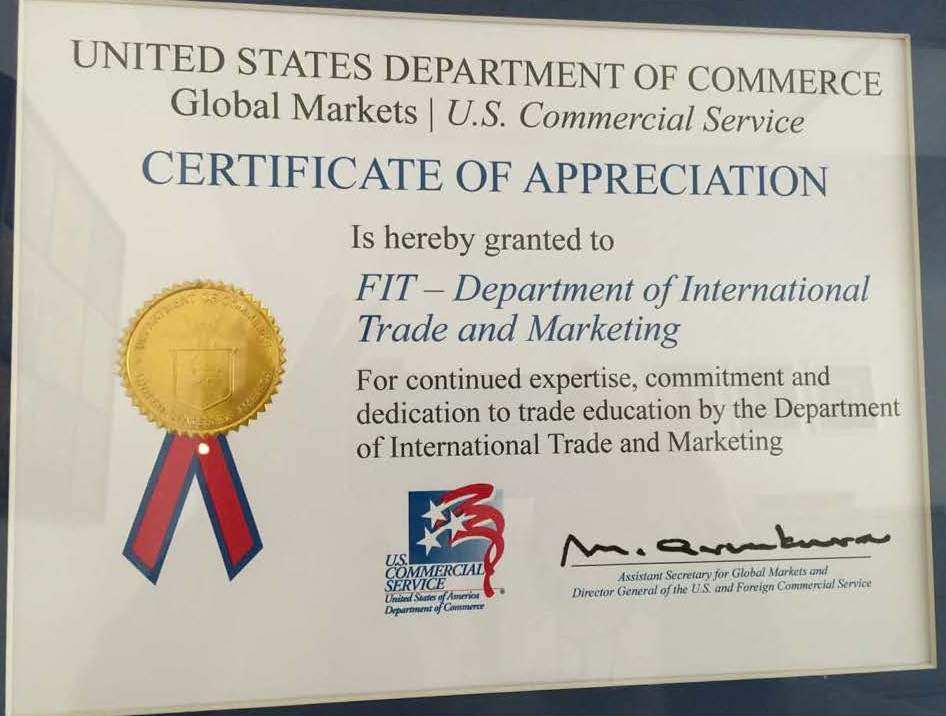 UNITED STATES DEPARTMENT OF COMMERCE
Global Markets | U.S. Commercial Service
CERTIFICATE OF APPRECIATION
Is hereby granted to
FIT – Department of International
Trade and Marketing
For continued expertise, commitment and
dedication to trade education by the Department
of International Trade and Marketing
U.S.
COMMERCIAL
SERVICE
United States of America
Department of Commerce
Assistant Secretary for Global Markets and
Director General of the U.S. and Foreign Commercial Service